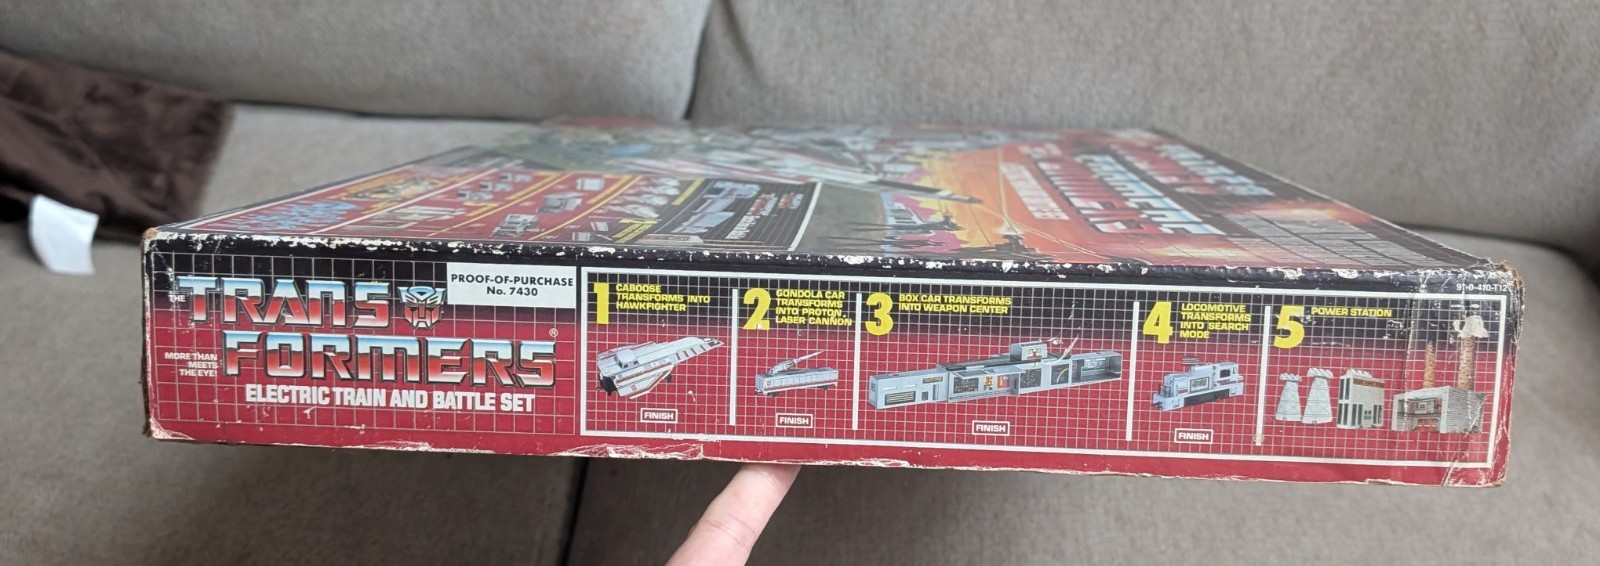 THE
TRANS
FORMERS
®
MORE THAN
MEETS
THE EYE!
ELECTRIC TRAIN AND BATTLE SET
PROOF-OF-PURCHASE
No. 7430
1
CABOOSE
TRANSFORMS INTO
HAWKFIGHTER
FINISH
2
GONDOLA CAR
TRANSFORMS
INTO PROTON
LASER CANNON
FINISH
3
BOX CAR TRANSFORMS
INTO WEAPON CENTER
FINISH
4
LOCOMOTIVE
TRANSFORMS
INTO SEARCH
MODE
FINISH
5
POWER STATION